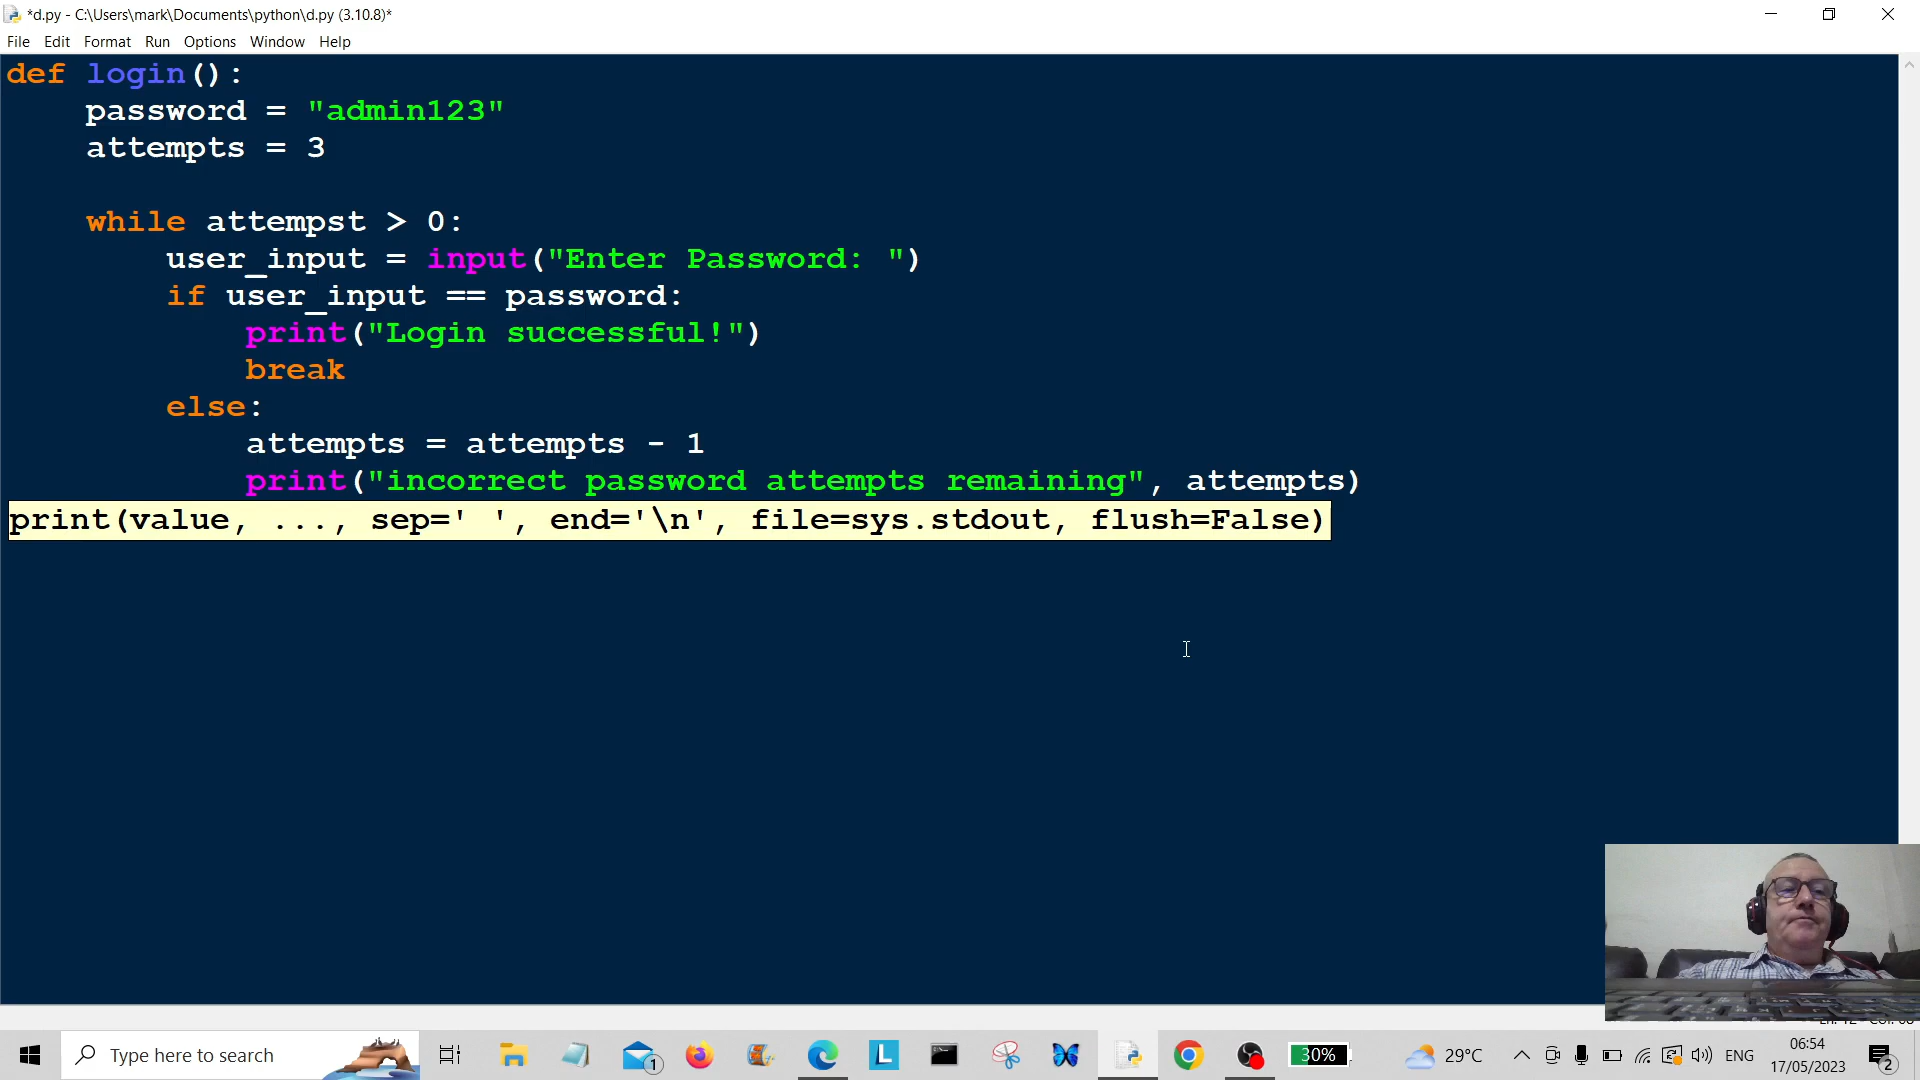 *d.py - C:\Users\mark\Documents\python\d.py (3.10.8)*
File Edit Format Run Options Window Help
def login():
    password = "admin123"
    attempts = 3
    while attempst > 0:
        user_input = input("Enter Password: ")
        if user_input == password:
            print("Login successful!")
            break
        else:
            attempts = attempts - 1
            print("incorrect password attempts remaining", attempts)
print(value, ..., sep=' ', end='\n', file=sys.stdout, flush=False)
Type here to search
1
L
30%
29°C
ENG
06:54
17/05/2023
2